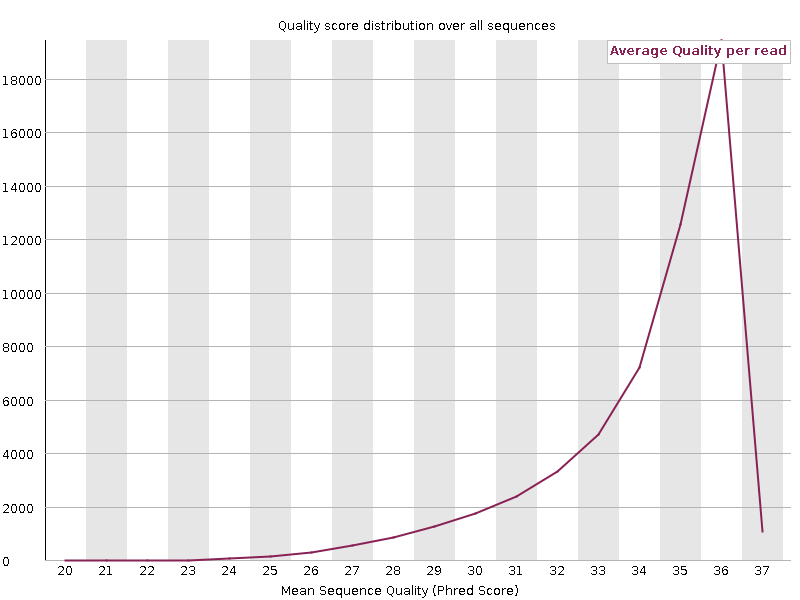 Quality score distribution over all sequences
Average Quality per read
18000
16000
14000
12000
10000
8000
6000
4000
2000
0
20 21 22 23 24 25 26 27 28 29 30 31 32 33 34 35 36 37
Mean Sequence Quality (Phred Score)